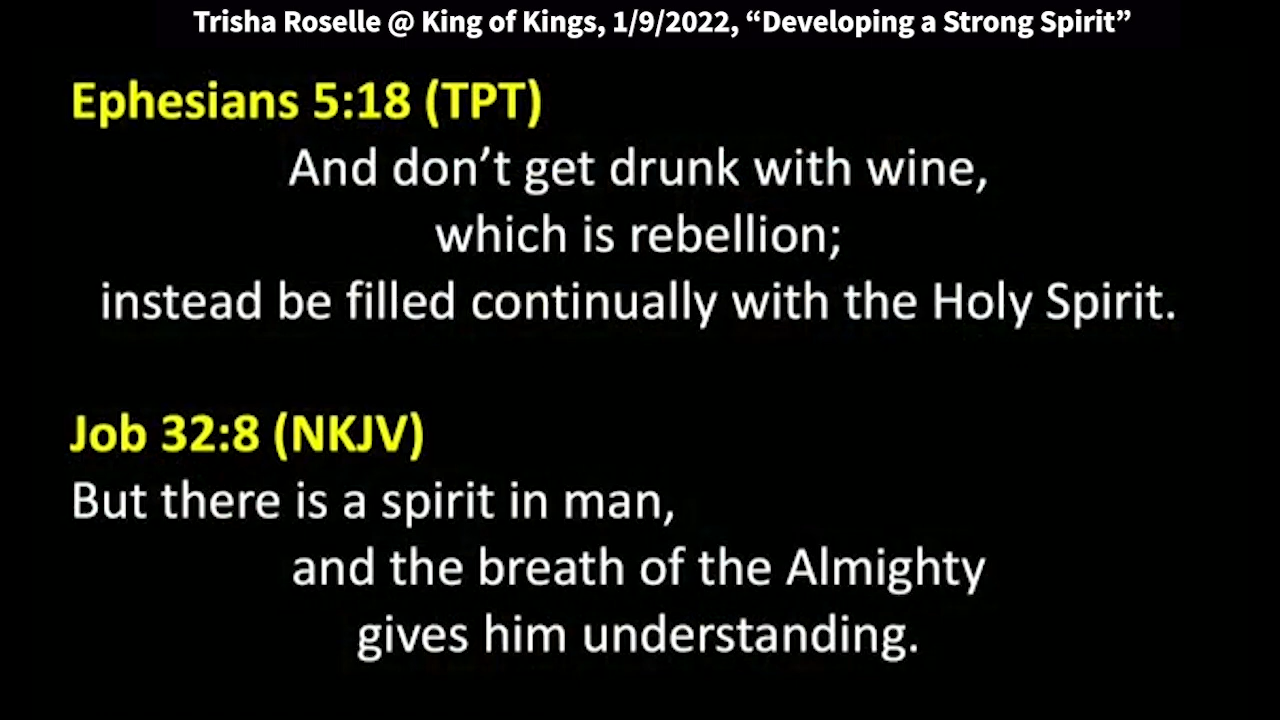 Trisha Roselle @ King of Kings, 1/9/2022, “Developing a Strong Spirit”
Ephesians 5:18 (TPT)
And don’t get drunk with wine,
which is rebellion;
instead be filled continually with the Holy Spirit.
Job 32:8 (NKJV)
But there is a spirit in man,
and the breath of the Almighty
gives him understanding.